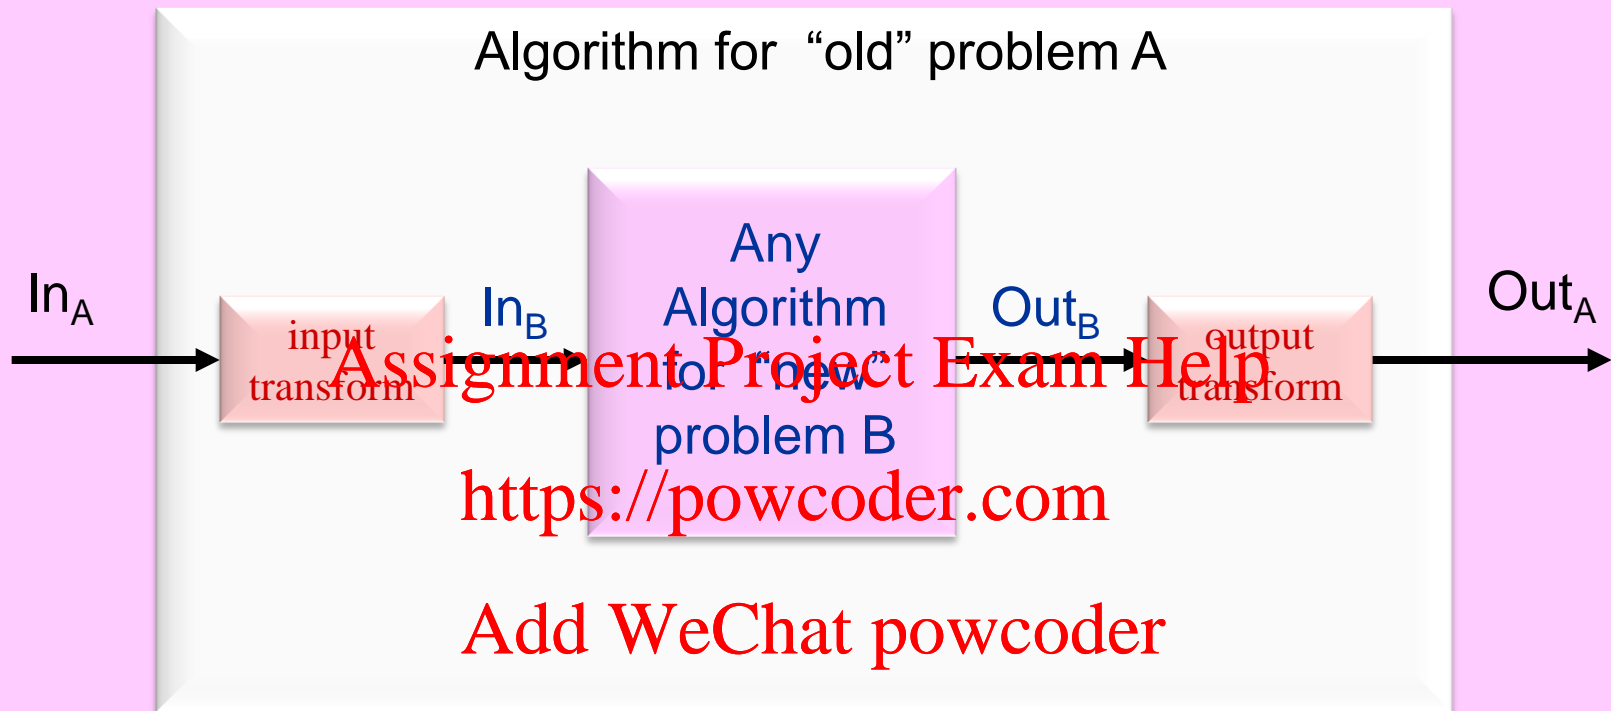 Algorithm for “old” problem A
In_A
input
transform
In_B
Any
Algorithm
for “new”
problem B
Out_B
output
transform
Out_A
Assignment Project Exam Help
https://powcoder.com
Add WeChat powcoder